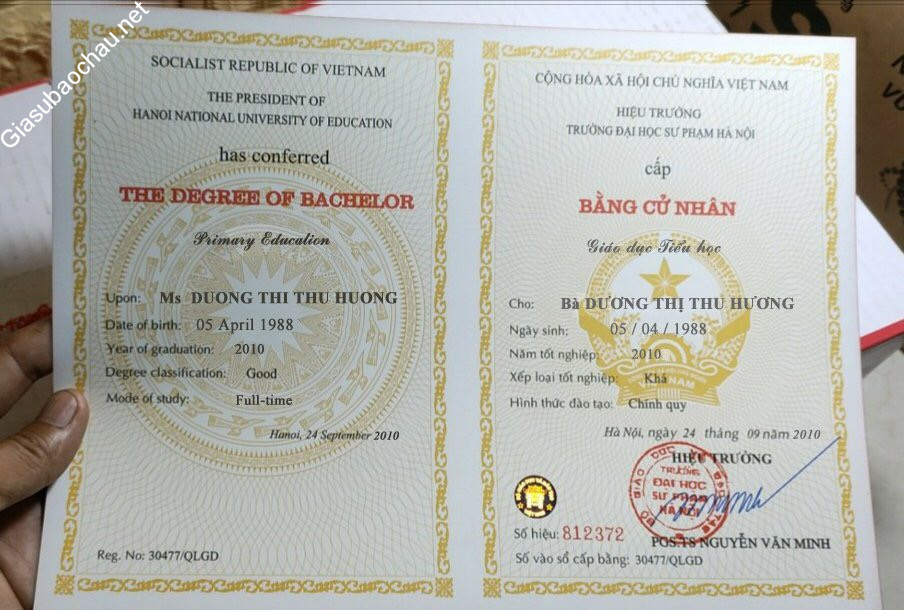 Giasubaochau.net
SOCIALIST REPUBLIC OF VIETNAM
THE PRESIDENT OF
HANOI NATIONAL UNIVERSITY OF EDUCATION
has conferred
THE DEGREE OF BACHELOR
Primary Education
Upon: Ms DUONG THI THU HUONG
Date of birth: 05 April 1988
Year of graduation: 2010
Degree classification: Good
Mode of study: Full-time
Hanoi, 24 September 2010
Reg. No: 30477/QLGD
CỘNG HÒA XÃ HỘI CHỦ NGHĨA VIỆT NAM
HIỆU TRƯỞNG
TRƯỜNG ĐẠI HỌC SƯ PHẠM HÀ NỘI
cấp
BẰNG CỬ NHÂN
Giáo dục Tiểu học
Cho: Bà DƯƠNG THỊ THU HƯƠNG
Ngày sinh: 05 / 04 / 1988
Năm tốt nghiệp: 2010
Xếp loại tốt nghiệp: Khá
Hình thức đào tạo: Chính quy
Hà Nội, ngày 24 tháng 09 năm 2010
HIỆU TRƯỞNG
TRƯỜNG
ĐẠI HỌC
SƯ PHẠM
HÀ NỘI
Số hiệu: 812372
PGS.TS NGUYỄN VĂN MINH
Số vào sổ cấp bằng: 30477/QLGD